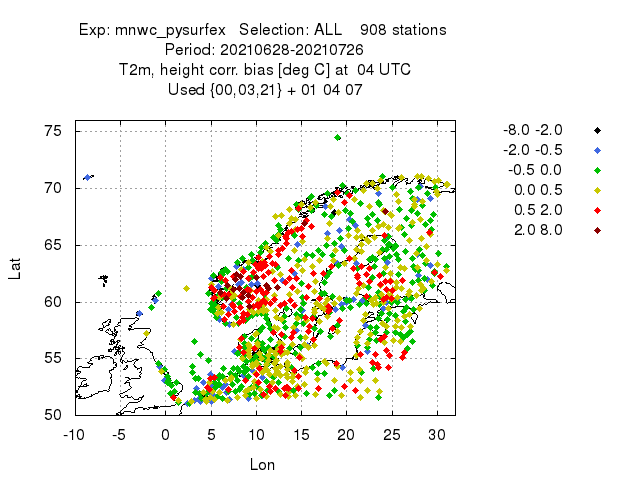 Exp: mnwc_pysurfex   Selection: ALL    908 stations
Period: 20210628-20210726
T2m, height corr. bias [deg C] at  04 UTC
Used {00,03,21} + 01 04 07
-8.0 -2.0
-2.0 -0.5
-0.5 0.0
0.0 0.5
0.5 2.0
2.0 8.0
75
70
65
60
55
50
Lat
-10 -5 0 5 10 15 20 25 30
Lon